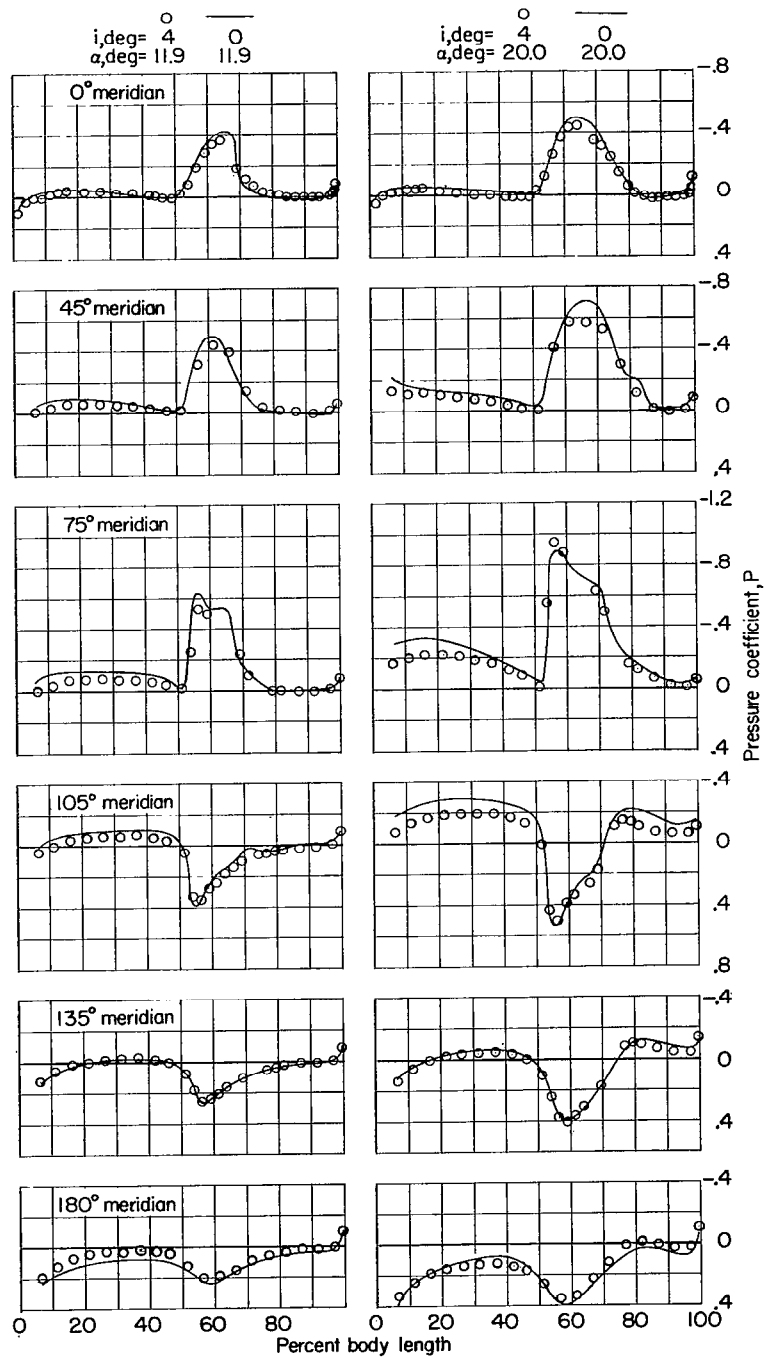 i,deg= 4 0
α,deg= 11.9 11.9
4 0
20.0 20.0
0° meridian
-.8
-.4
0
.4
45° meridian
-.8
-.4
0
.4
75° meridian
-1.2
-.8
-.4
0
.4
105° meridian
-.4
0
.4
.8
135° meridian
-.4
0
.4
180° meridian
-.4
0
.4
Pressure coefficient, P
0 20 40 60 80 0 20 40 60 80 100
Percent body length